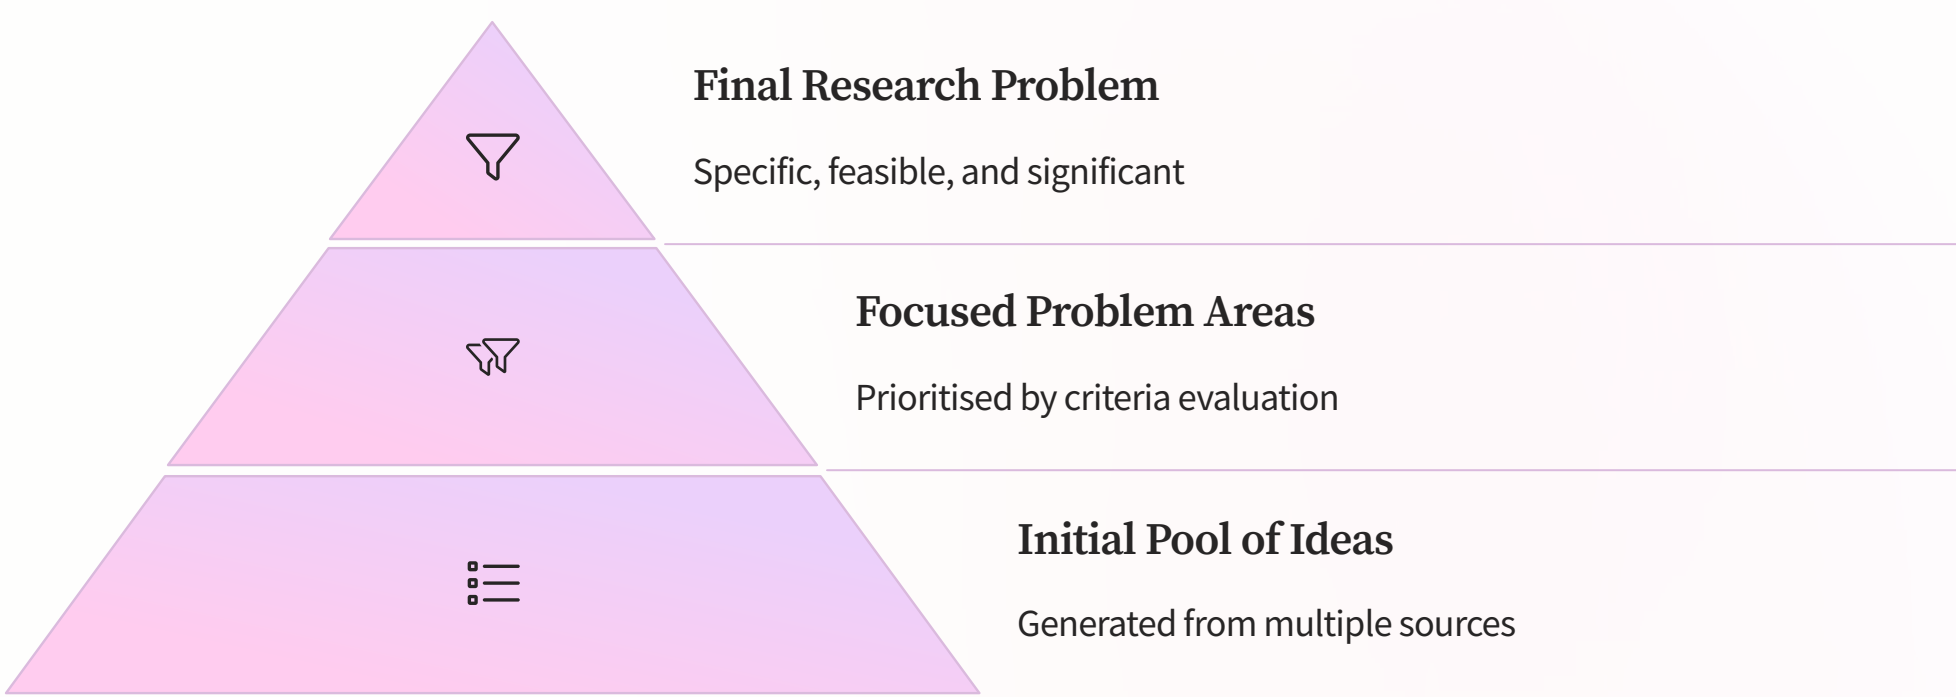 Final Research Problem
Specific, feasible, and significant
Focused Problem Areas
Prioritised by criteria evaluation
Initial Pool of Ideas
Generated from multiple sources